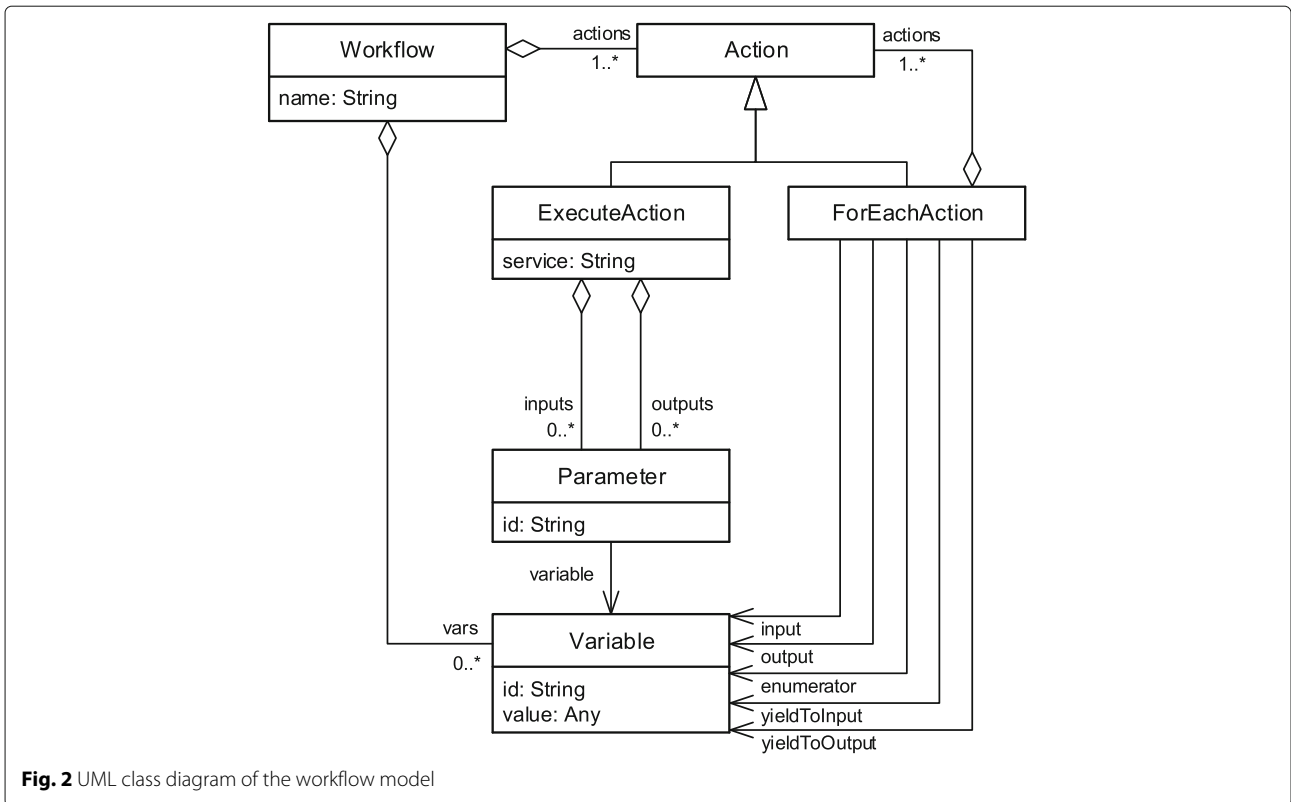 Workflow
name: String
actions
1..*
Action
actions
1..*
ExecuteAction
service: String
ForEachAction
inputs
0..*
outputs
0..*
Parameter
id: String
variable
vars
0..*
Variable
id: String
value: Any
input
output
enumerator
yieldToInput
yieldToOutput
Fig. 2 UML class diagram of the workflow model